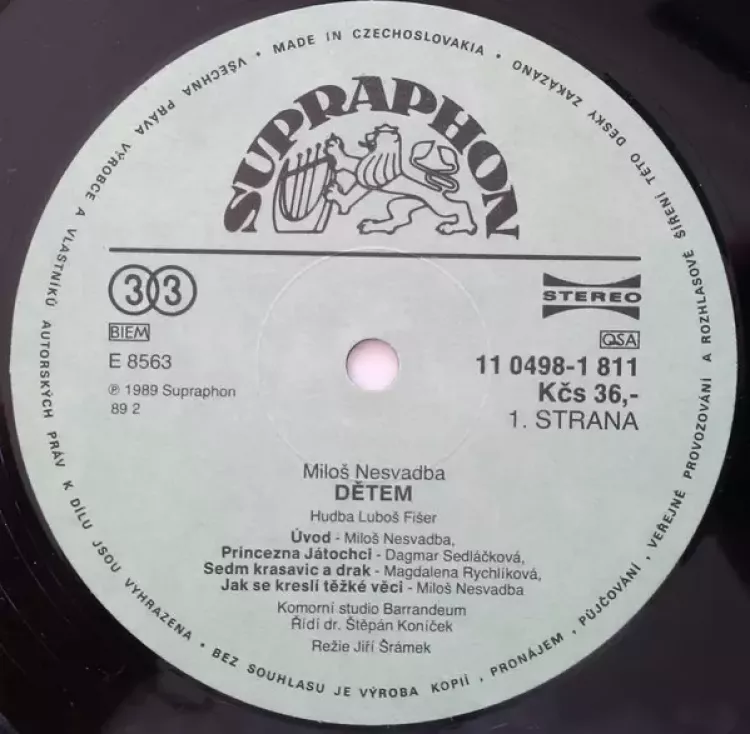 VŠECHNA PRÁVA VÝROBCE A VLASTNÍKŮ AUTORSKÝCH PRÁV K DÍLU JSOU VYHRAZENA • BEZ SOUHLASU JE VÝROBA KOPIÍ, PRONÁJEM, PŮJČOVÁNÍ, VEŘEJNÉ PROVOZOVÁNÍ A ROZHLASOVÉ ŠÍŘENÍ TÉTO DESKY ZAKÁZÁNO • MADE IN CZECHOSLOVAKIA •
SUPRAPHON
33
STEREO
BIEM
OSA
E 8563
11 0498-1 811
℗ 1989 Supraphon
Kčs 36,-
89 2
1. STRANA
Miloš Nesvadba
DĚTEM
Hudba Luboš Fišer
Úvod - Miloš Nesvadba,
Princezna Játochci - Dagmar Sedláčková,
Sedm krasavic a drak - Magdalena Rychlíková,
Jak se kreslí těžké věci - Miloš Nesvadba
Komorní studio Barrandeum
Řídí dr. Štěpán Koníček
Režie Jiří Šrámek